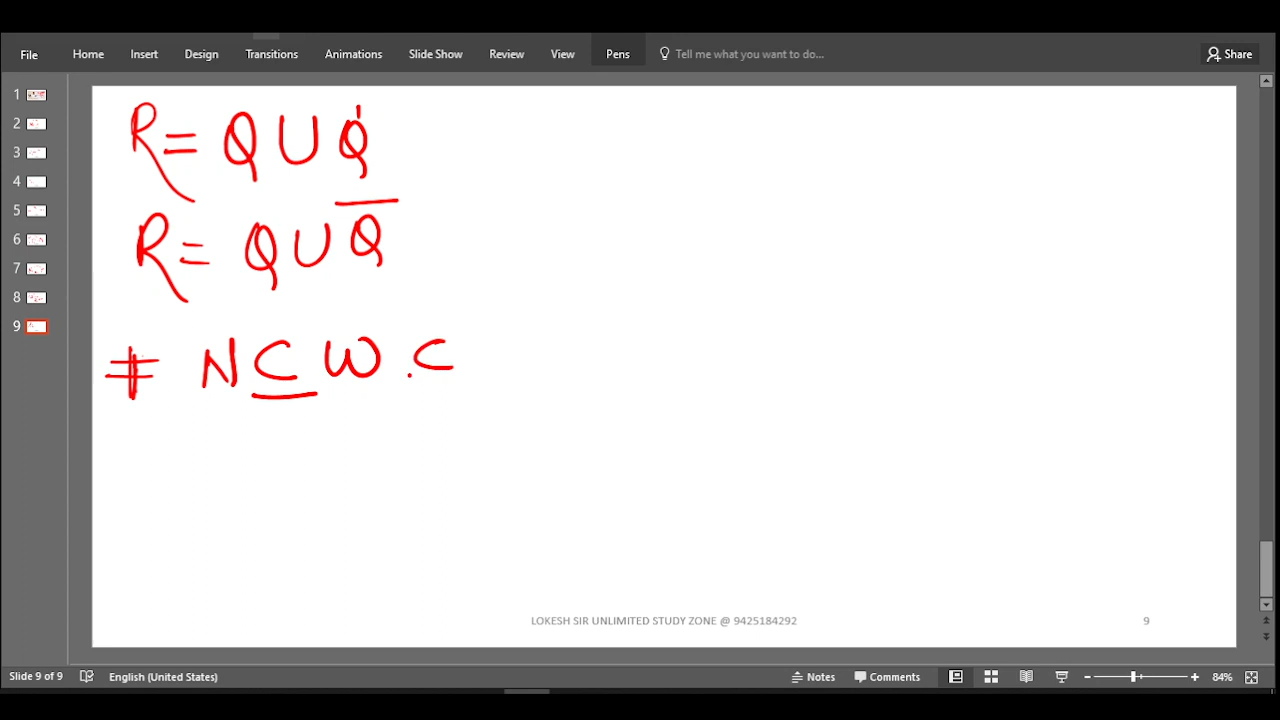 File Home Insert Design Transitions Animations Slide Show Review View Pens Tell me what you want to do... Share
1
2
3
4
5
6
7
8
9
R = Q U Q'
R = Q U Q̅
# N ⊆ W . C
LOKESH SIR UNLIMITED STUDY ZONE @ 9425184292 9
Slide 9 of 9 English (United States) Notes Comments 84%